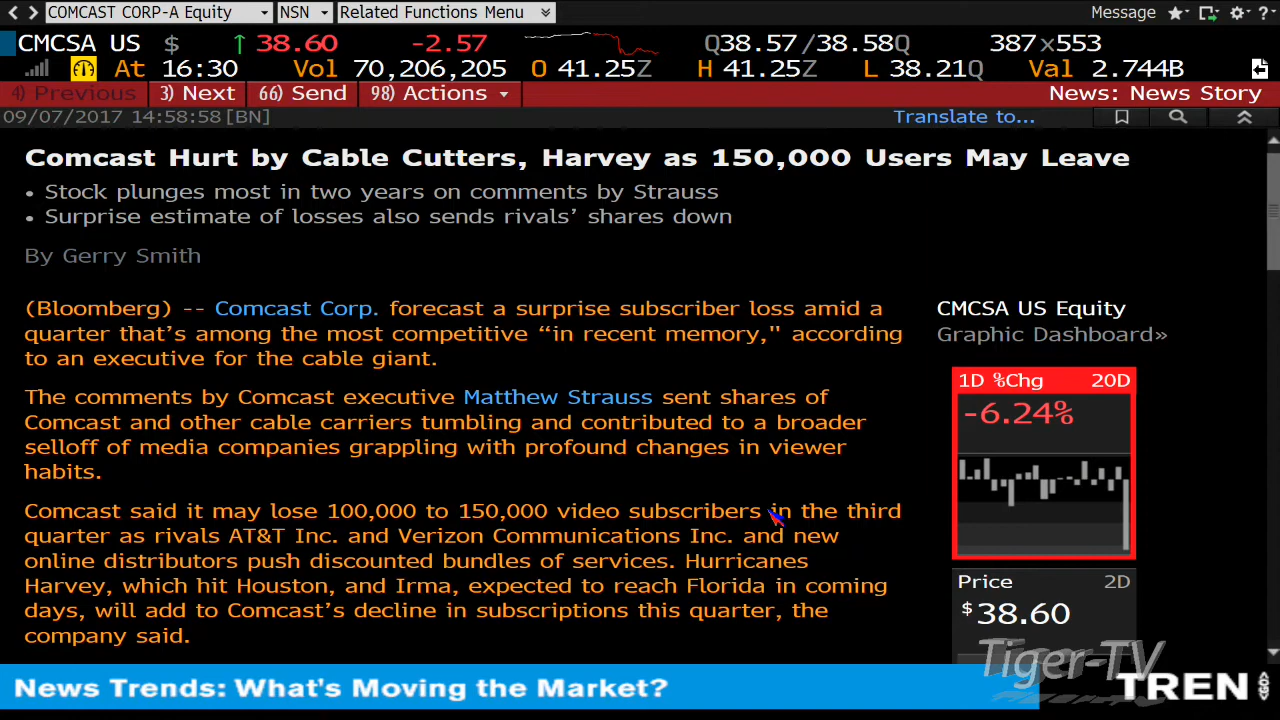 COMCAST CORP-A Equity NSN Related Functions Menu Message
CMCSA US $ ↑ 38.60 -2.57 Q38.57/38.58Q 387x553
At 16:30 Vol 70,206,205 O 41.25Z H 41.25Z L 38.21Q Val 2.744B
4) Previous 3) Next 66) Send 98) Actions News: News Story
09/07/2017 14:58:58 [BN] Translate to...
Comcast Hurt by Cable Cutters, Harvey as 150,000 Users May Leave
• Stock plunges most in two years on comments by Strauss
• Surprise estimate of losses also sends rivals’ shares down
By Gerry Smith
(Bloomberg) -- Comcast Corp. forecast a surprise subscriber loss amid a
quarter that’s among the most competitive “in recent memory," according
to an executive for the cable giant.
The comments by Comcast executive Matthew Strauss sent shares of
Comcast and other cable carriers tumbling and contributed to a broader
selloff of media companies grappling with profound changes in viewer
habits.
Comcast said it may lose 100,000 to 150,000 video subscribers in the third
quarter as rivals AT&T Inc. and Verizon Communications Inc. and new
online distributors push discounted bundles of services. Hurricanes
Harvey, which hit Houston, and Irma, expected to reach Florida in coming
days, will add to Comcast’s decline in subscriptions this quarter, the
company said.
CMCSA US Equity
Graphic Dashboard»
1D %Chg 20D
-6.24%
Price 2D
$38.60
Tiger-TV
News Trends: What's Moving the Market?
TREN